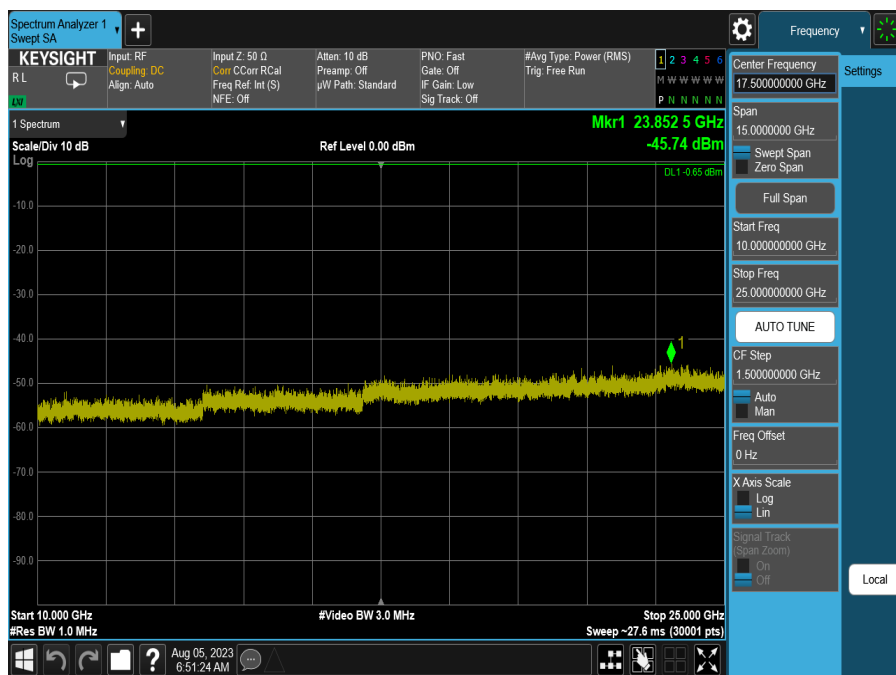 Spectrum Analyzer 1
Swept SA
Frequency
KEYSIGHT
R L
LXI
Input: RF
Coupling: DC
Align: Auto
Input Z: 50 Ω
Corr CCorr RCal
Freq Ref: Int (S)
NFE: Off
Atten: 10 dB
Preamp: Off
µW Path: Standard
PNO: Fast
Gate: Off
IF Gain: Low
Sig Track: Off
#Avg Type: Power (RMS)
Trig: Free Run
1 2 3 4 5 6
M W W W W W
P N N N N N
1 Spectrum
Scale/Div 10 dB
Log
Ref Level 0.00 dBm
Mkr1 23.852 5 GHz
-45.74 dBm
DL1 -0.65 dBm
-10.0
-20.0
-30.0
-40.0
1
-50.0
-60.0
-70.0
-80.0
-90.0
Start 10.000 GHz
#Res BW 1.0 MHz
#Video BW 3.0 MHz
Stop 25.000 GHz
Sweep ~27.6 ms (30001 pts)
Aug 05, 2023
6:51:24 AM
Center Frequency
17.500000000 GHz
Span
15.0000000 GHz
Swept Span
Zero Span
Full Span
Start Freq
10.000000000 GHz
Stop Freq
25.000000000 GHz
AUTO TUNE
CF Step
1.500000000 GHz
Auto
Man
Freq Offset
0 Hz
X Axis Scale
Log
Lin
Signal Track
(Span Zoom)
On
Off
Settings
Local